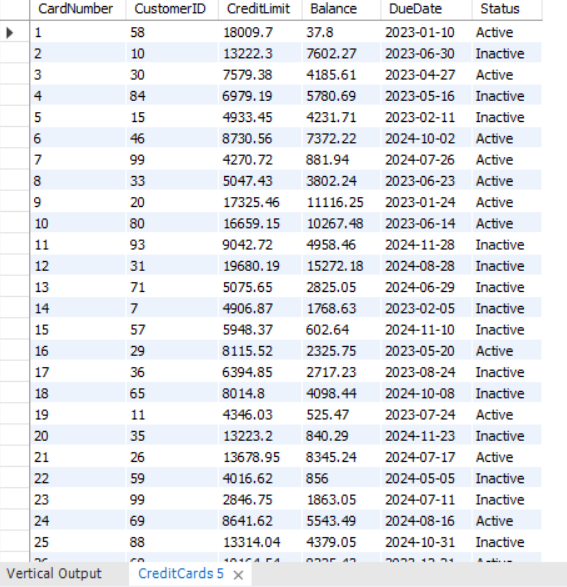 CardNumber CustomerID CreditLimit Balance DueDate Status
1 58 18009.7 37.8 2023-01-10 Active
2 10 13222.3 7602.27 2023-06-30 Inactive
3 30 7579.38 4185.61 2023-04-27 Active
4 84 6979.19 5780.69 2023-05-16 Inactive
5 15 4933.45 4231.71 2023-02-11 Inactive
6 46 8730.56 7372.22 2024-10-02 Active
7 99 4270.72 881.94 2024-07-26 Active
8 33 5047.43 3802.24 2023-06-23 Active
9 20 17325.46 11116.25 2023-01-24 Active
10 80 16659.15 10267.48 2023-06-14 Active
11 93 9042.72 4958.46 2024-11-28 Inactive
12 31 19680.19 15272.18 2024-08-28 Inactive
13 71 5075.65 2825.05 2024-06-29 Inactive
14 7 4906.87 1768.63 2023-02-05 Inactive
15 57 5948.37 602.64 2024-11-10 Inactive
16 29 8115.52 2325.75 2023-05-20 Active
17 36 6394.85 2717.23 2023-08-24 Inactive
18 65 8014.8 4098.44 2024-10-08 Inactive
19 11 4346.03 525.47 2023-07-24 Active
20 35 13223.2 840.29 2024-11-23 Inactive
21 26 13678.95 8345.24 2024-07-17 Active
22 59 4016.62 856 2024-05-05 Inactive
23 99 2846.75 1863.05 2024-07-11 Inactive
24 69 8641.62 5543.49 2024-08-16 Active
25 88 13314.04 4379.05 2024-10-31 Inactive
Vertical Output CreditCards 5